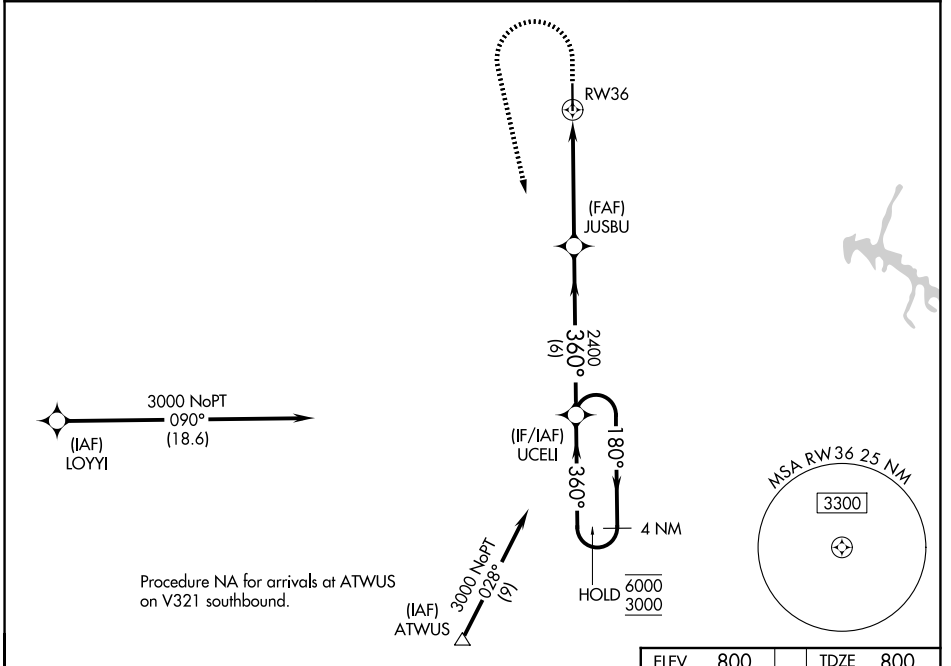 RW36
(FAF)
JUSBU
2400
360°
(6)
3000 NoPT
090°
(18.6)
(IAF)
LOYYI
(IF/IAF)
UCELI
180°
360°
4 NM
HOLD 6000
3000
MSA RW36 25 NM
3300
3000 NoPT
028°
(9)
(IAF)
ATWUS
Procedure NA for arrivals at ATWUS
on V321 southbound.
ELEV 800 TDZE 800